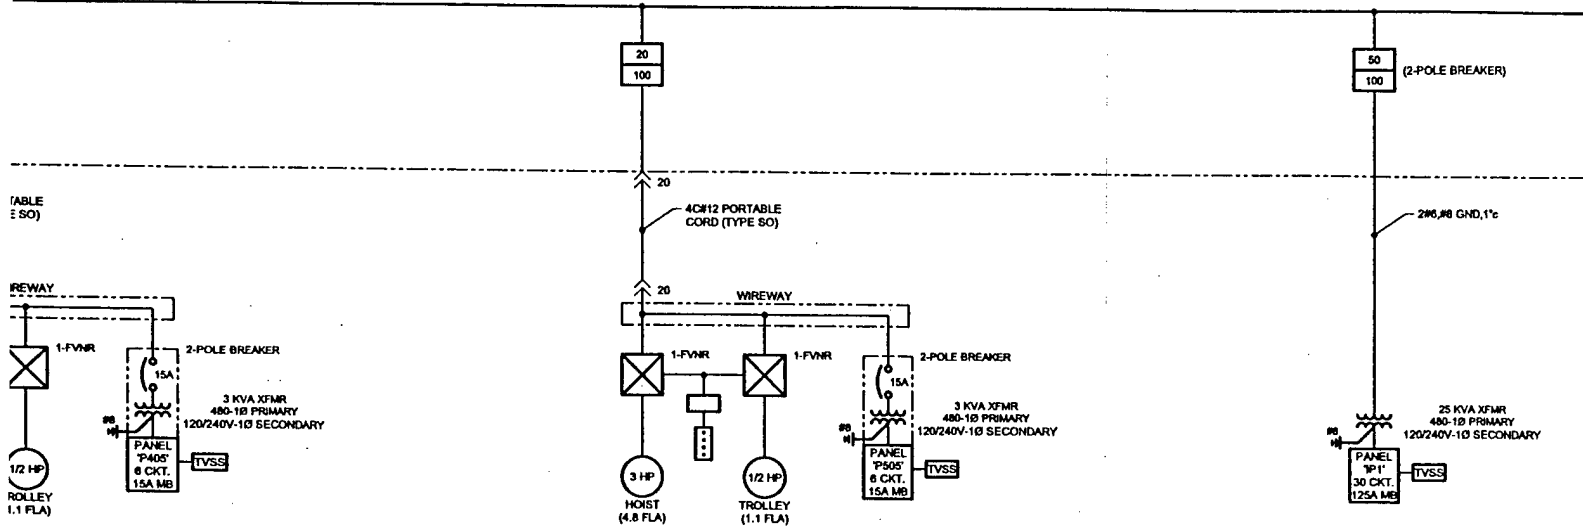 20
100
50
100
(2-POLE BREAKER)
20
TABLE
E SO)
4C#12 PORTABLE
CORD (TYPE SO)
2#6,#8 GND,1"c
20
IREWAY
WIREWAY
1-FVNR
2-POLE BREAKER
15A
3 KVA XFMR
480-1Ø PRIMARY
120/240V-1Ø SECONDARY
#8
PANEL
'P405'
6 CKT.
15A MB
TVSS
1/2 HP
ROLLEY
1.1 FLA)
1-FVNR
1-FVNR
2-POLE BREAKER
15A
3 KVA XFMR
480-1Ø PRIMARY
120/240V-1Ø SECONDARY
#8
PANEL
'P505'
6 CKT.
15A MB
TVSS
3 HP
HOIST
(4.8 FLA)
1/2 HP
TROLLEY
(1.1 FLA)
25 KVA XFMR
480-1Ø PRIMARY
120/240V-1Ø SECONDARY
PANEL
30 CKT.
125A MB
TVSS